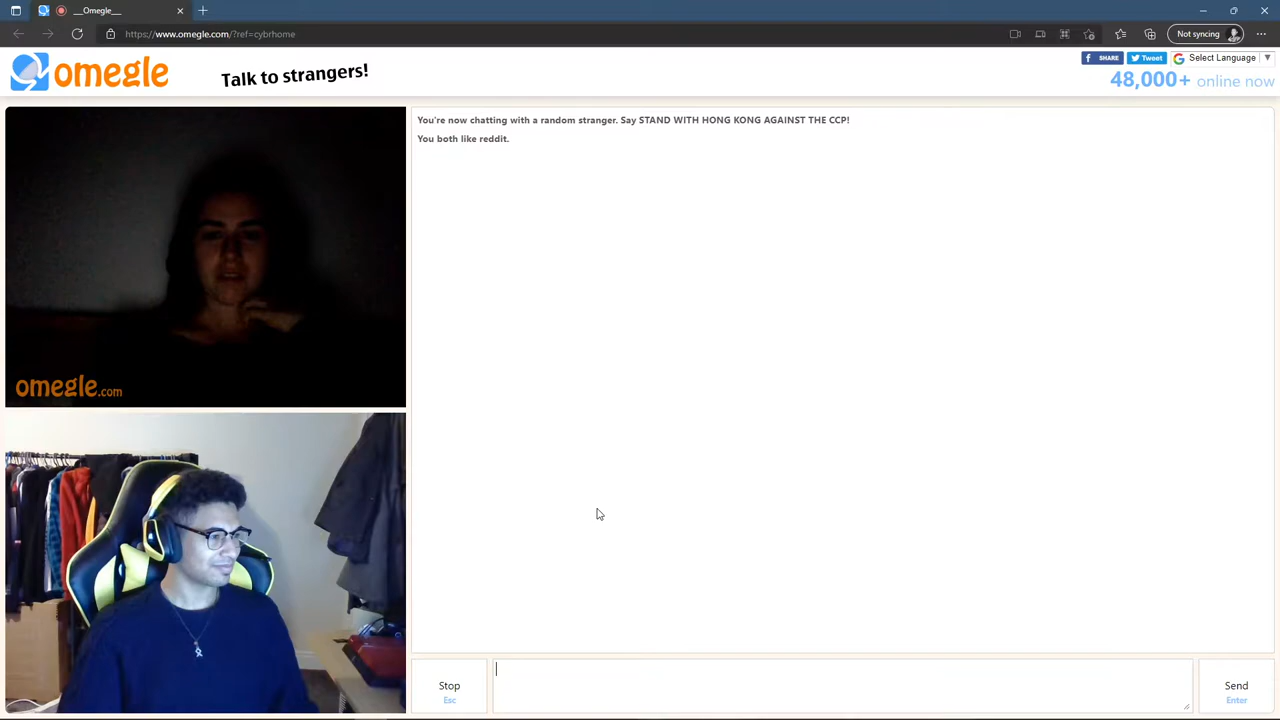 __Omegle__
https://www.omegle.com/?ref=cybrhome
Not syncing
omegle
Talk to strangers!
SHARE
Tweet
Select Language
48,000+ online now
You're now chatting with a random stranger. Say STAND WITH HONG KONG AGAINST THE CCP!
You both like reddit.
omegle.com
Stop
Esc
Send
Enter